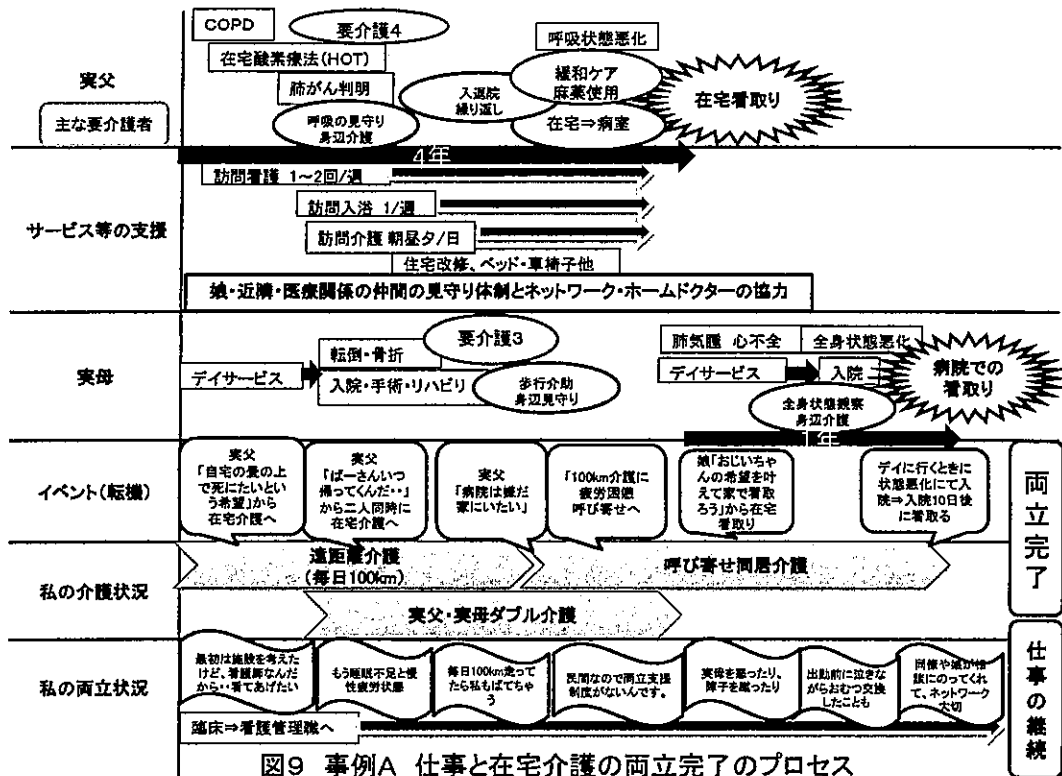 実父
主な要介護者
COPD
要介護4
在宅酸素療法(HOT)
肺がん判明
呼吸の見守り
身辺介護
入退院
繰り返し
呼吸状態悪化
緩和ケア
麻薬使用
在宅⇒病室
在宅看取り
4年
サービス等の支援
訪問看護 1~2回/週
訪問入浴 1/週
訪問介護 朝昼夕/日
住宅改修、ベッド・車椅子他
娘・近隣・医療関係の仲間の見守り体制とネットワーク・ホームドクターの協力
実母
デイサービス
転倒・骨折
入院・手術・リハビリ
要介護3
歩行介助
身辺見守り
肺気腫 心不全
全身状態悪化
デイサービス
入院
全身状態観察
身辺介護
病院での
看取り
1年
イベント(転機)
実父
「自宅の畳の上
で死にたいとい
う希望」から
在宅介護へ
実父
「ばーさんいつ
帰ってくんだ・・」
から二人同時に
在宅介護へ
実父
「病院は嫌だ
家にいたい」
「100km介護に
疲労困憊
呼び寄せへ
娘「おじいちゃ
んの希望を叶
えて家で看取
ろう」から在宅
看取り
デイに行くときに
状態悪化にて入
院⇒入院10日後
に看取る
両立完了
私の介護状況
遠距離介護
(毎日100km)
呼び寄せ同居介護
実父・実母ダブル介護
私の両立状況
最初は施設を考えた
けど、看護師なんだ
から・・看てあげたい
もう睡眠不足と慢
性疲労状態
毎日100km走って
たら私もばてちゃ
う
民間なので両立支援
制度がないんです。
実母を怒ったり、
障子を蹴ったり
出勤前に泣きな
がらおむつ交換
したことも
同僚や娘が相
談にのってくれ
て、ネットワーク
大切
臨床⇒看護管理職へ
仕事の継続
図9 事例A 仕事と在宅介護の両立完了のプロセス